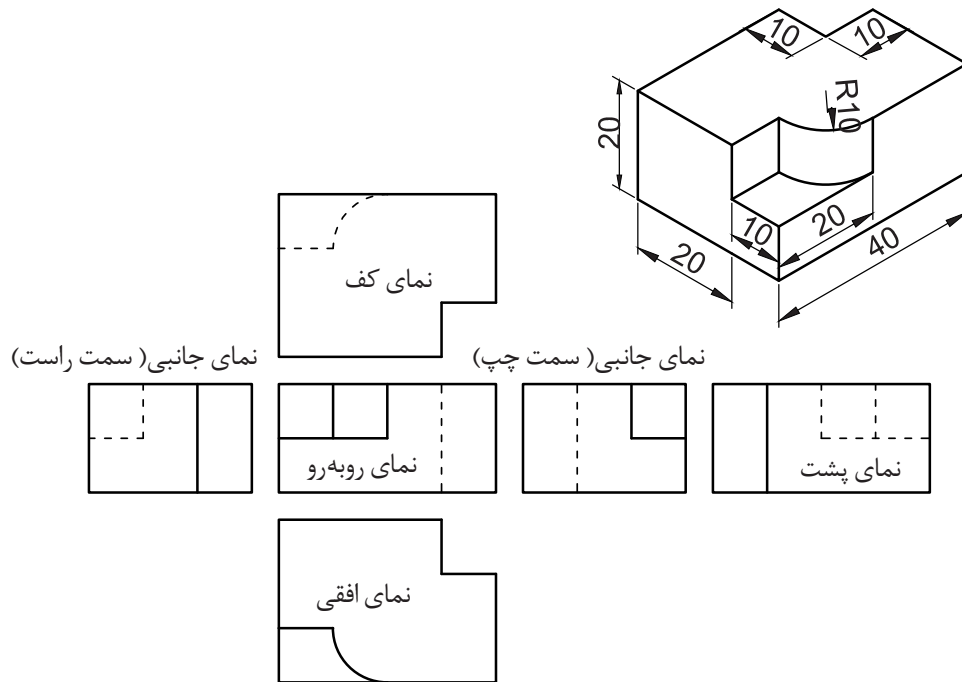 10
10
R10
20
10
20
20
40
نمای کف
نمای جانبی( سمت راست)
نمای جانبی( سمت چپ)
نمای روبه‌رو
نمای پشت
نمای افقی